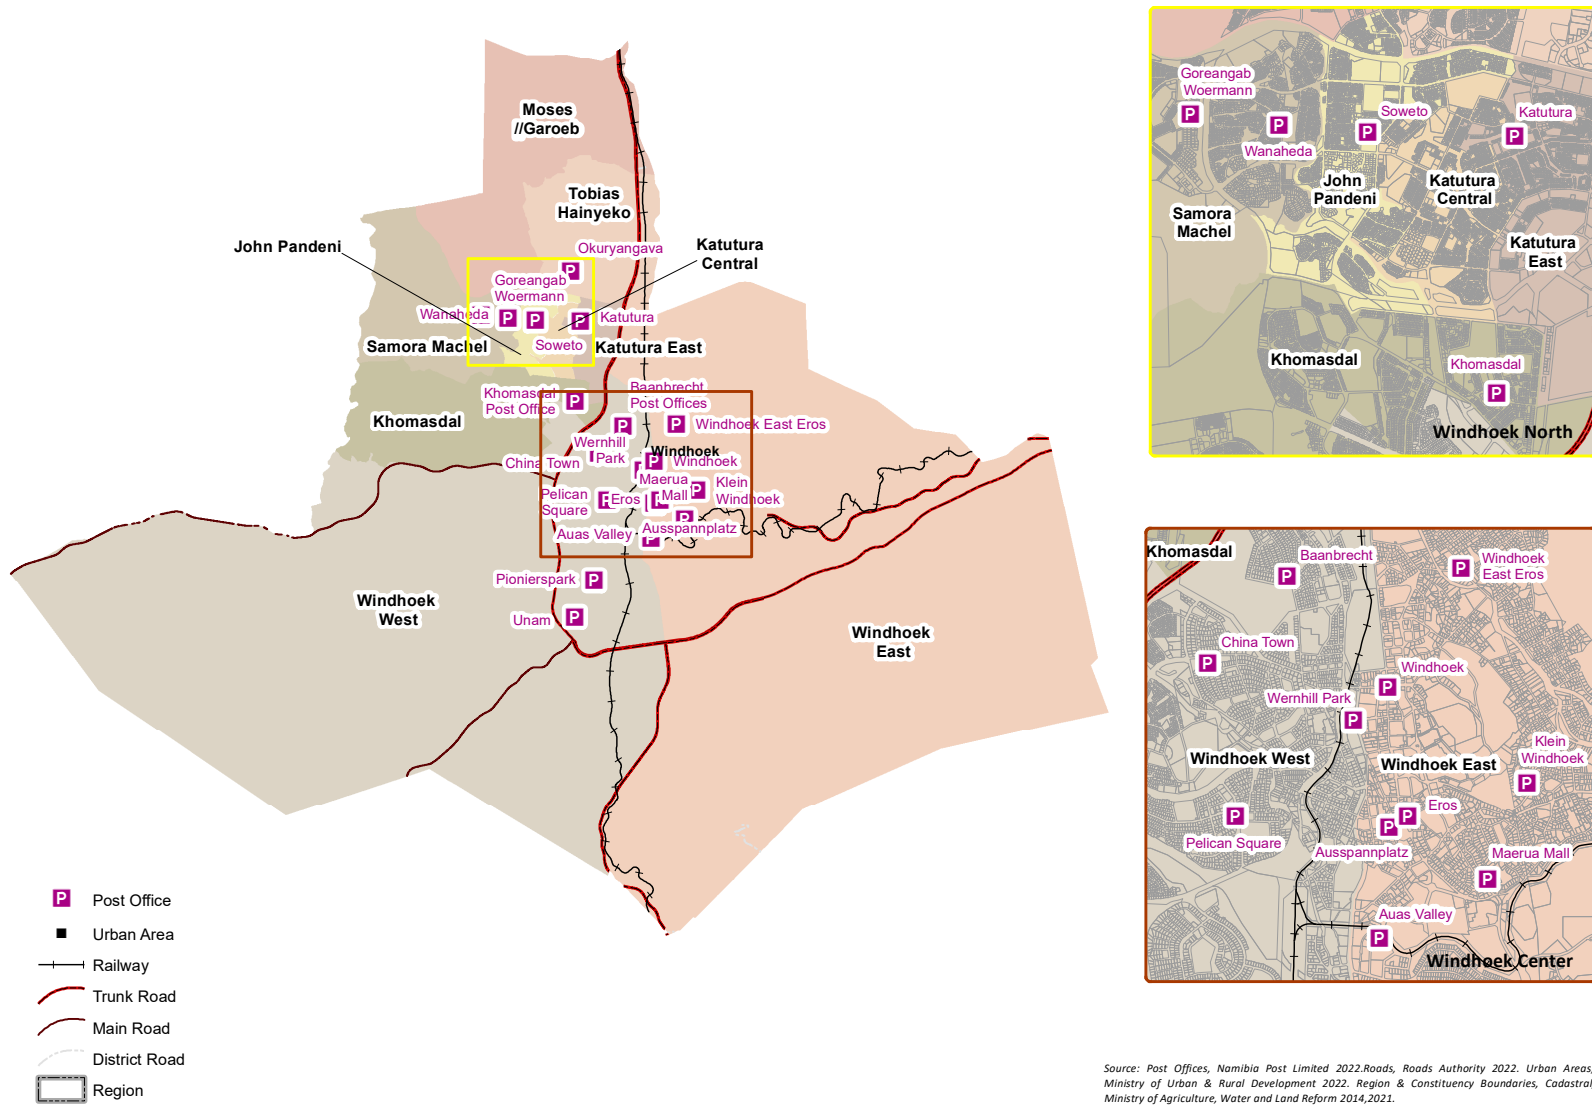 Moses
//Garoeb
Tobias
Hainyeko
John Pandeni
Katutura
Central
Okuryangava
Goreangab
Woermann
Wanaheda
Katutura
Soweto
Samora Machel
Katutura East
Khomasdal
Post Office
Baanbrecht
Post Offices
Khomasdal
Windhoek East Eros
Wernhill
Park
Windhoek
China Town
Windhoek
Maerua
Mall
Pelican
Square
Eros
Klein
Windhoek
Auas Valley
Ausspannplatz
Pionierspark
Unam
Windhoek
West
Windhoek
East
P Post Office
Urban Area
Railway
Trunk Road
Main Road
District Road
Region
Goreangab
Woermann
Wanaheda
Soweto
Katutura
John
Pandeni
Katutura
Central
Samora
Machel
Katutura
East
Khomasdal
Khomasdal
Windhoek North
Khomasdal
Baanbrecht
Windhoek
East Eros
China Town
Windhoek
Wernhill Park
Klein
Windhoek
Windhoek West
Windhoek East
Eros
Pelican Square
Ausspannplatz
Maerua Mall
Auas Valley
Windhoek Center
Source: Post Offices, Namibia Post Limited 2022.Roads, Roads Authority 2022. Urban Areas,
Ministry of Urban & Rural Development 2022. Region & Constituency Boundaries, Cadastral,
Ministry of Agriculture, Water and Land Reform 2014,2021.